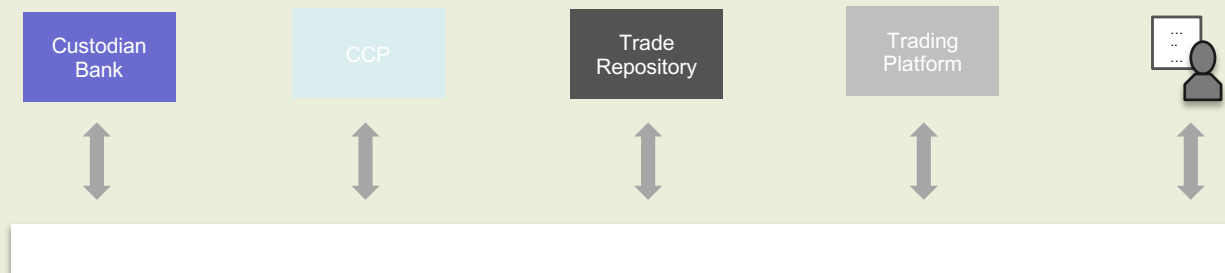 Custodian
Bank
CCP
Trade
Repository
Trading
Platform
...
..
...